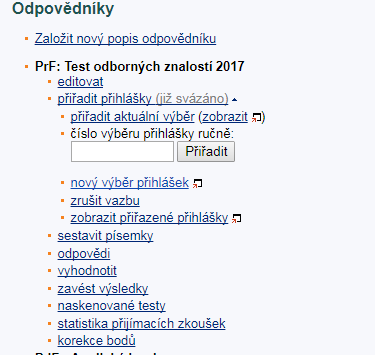 Odpovědníky
Založit nový popis odpovědníku
PrF: Test odborných znalostí 2017
editovat
přiřadit přihlášky (již svázáno)
přiřadit aktuální výběr (zobrazit)
číslo výběru přihlášky ručně:
Přiřadit
nový výběr přihlášek
zrušit vazbu
zobrazit přiřazené přihlášky
sestavit písemky
odpovědi
vyhodnotit
zavést výsledky
naskenované testy
statistika přijímacích zkoušek
korekce bodů